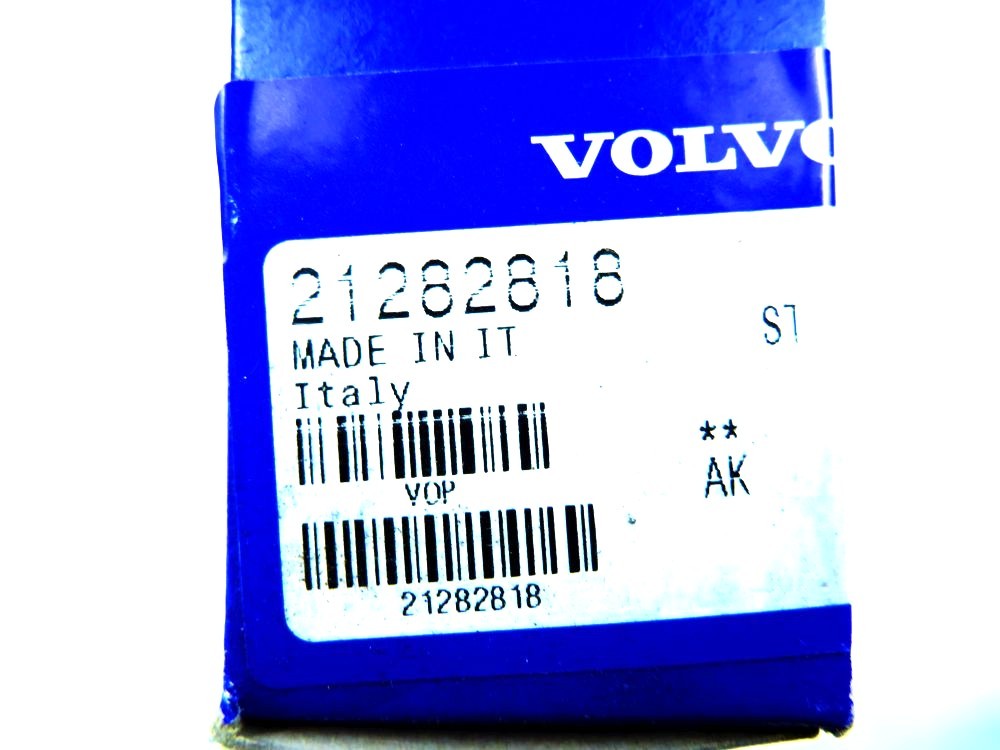 VOLVO
21282818
MADE IN IT
ST
Italy
**
AK
VOP
21282818